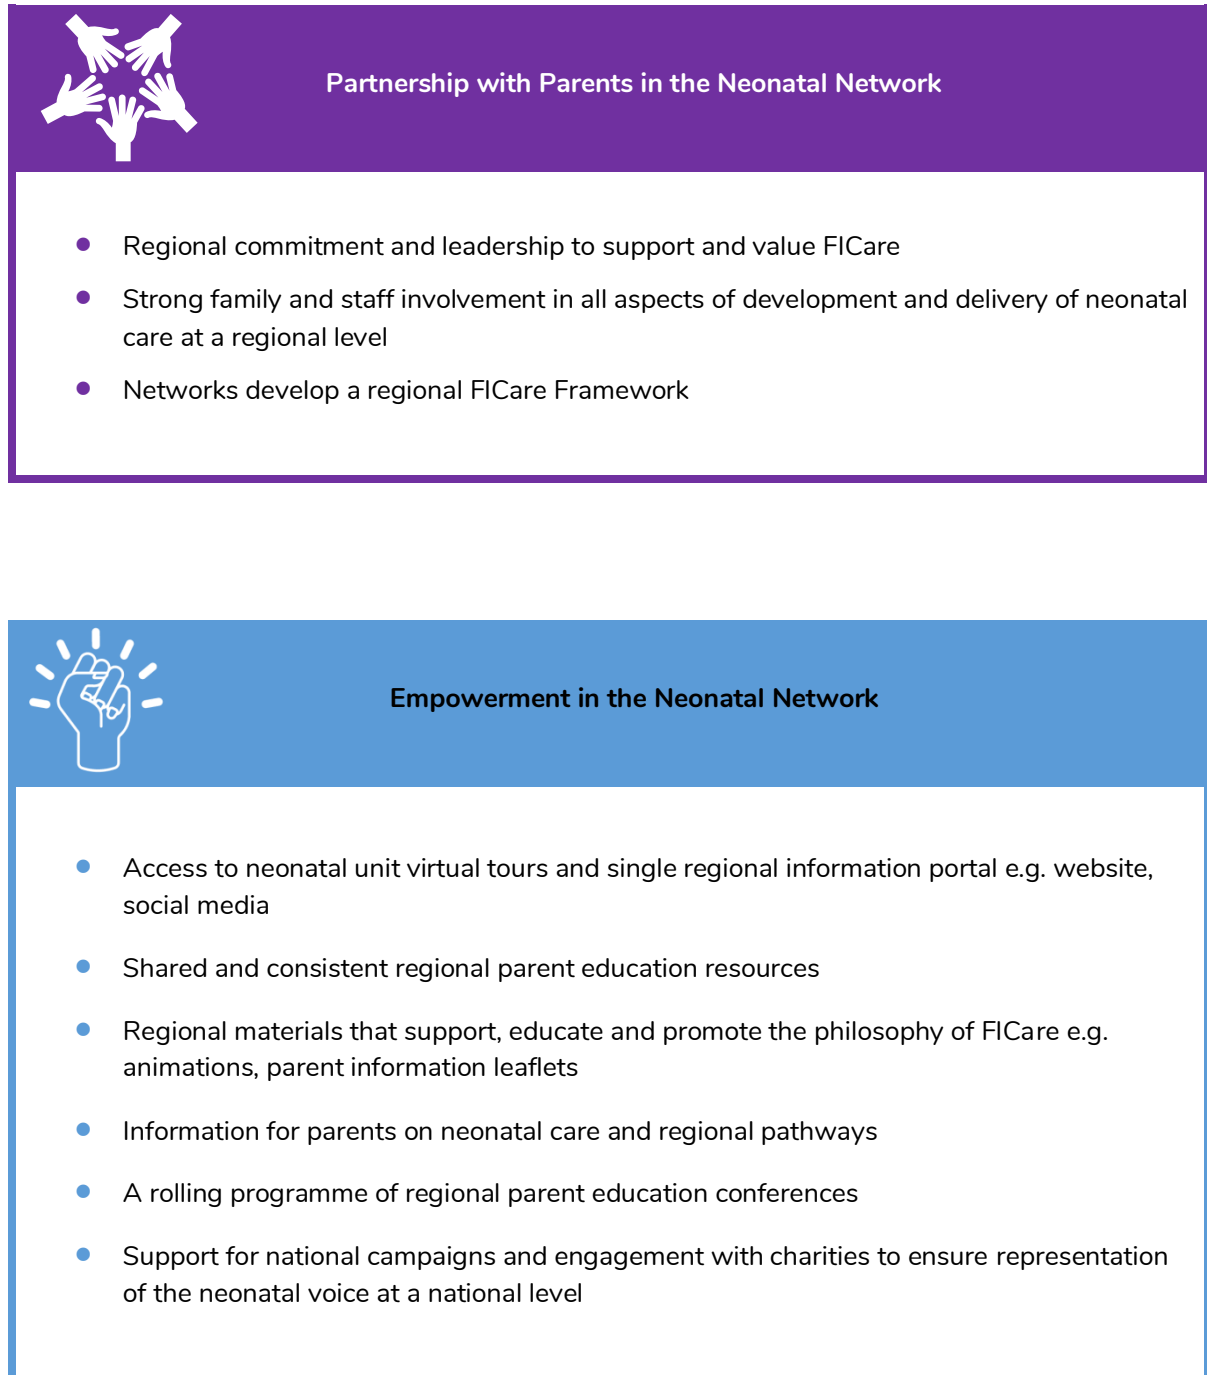 Partnership with Parents in the Neonatal Network
● Regional commitment and leadership to support and value FICare
● Strong family and staff involvement in all aspects of development and delivery of neonatal
care at a regional level
● Networks develop a regional FICare Framework
Empowerment in the Neonatal Network
● Access to neonatal unit virtual tours and single regional information portal e.g. website,
social media
● Shared and consistent regional parent education resources
● Regional materials that support, educate and promote the philosophy of FICare e.g.
animations, parent information leaflets
● Information for parents on neonatal care and regional pathways
● A rolling programme of regional parent education conferences
● Support for national campaigns and engagement with charities to ensure representation
of the neonatal voice at a national level